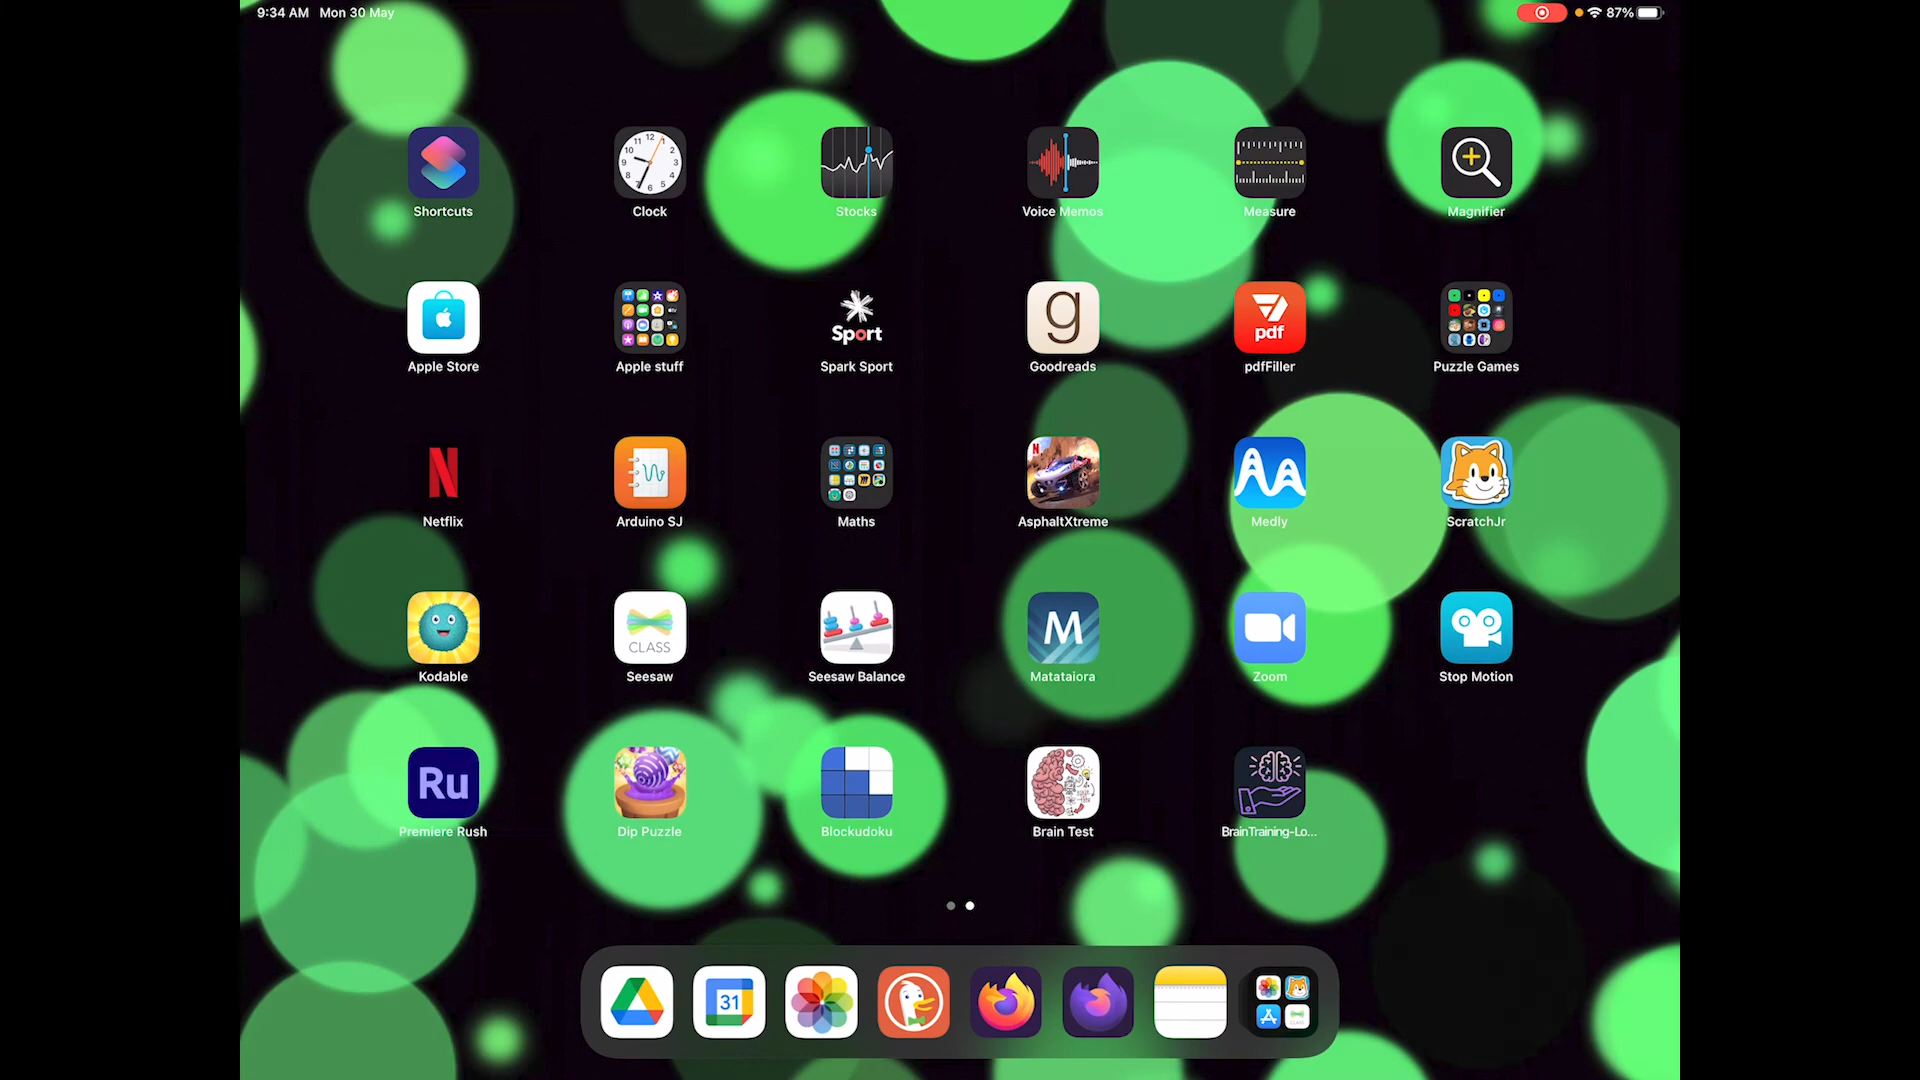 9:34 AM Mon 30 May
87%
Shortcuts
Clock
Stocks
Voice Memos
Measure
Magnifier
Apple Store
Apple stuff
Sport
Spark Sport
g
Goodreads
pdf
pdfFiller
Puzzle Games
N
Netflix
Arduino SJ
Maths
N
AsphaltXtreme
Medly
ScratchJr
Kodable
CLASS
Seesaw
Seesaw Balance
M
Matataiora
Zoom
Stop Motion
Ru
Premiere Rush
Dip Puzzle
Blockudoku
Brain Test
BrainTraining-Lo...
31